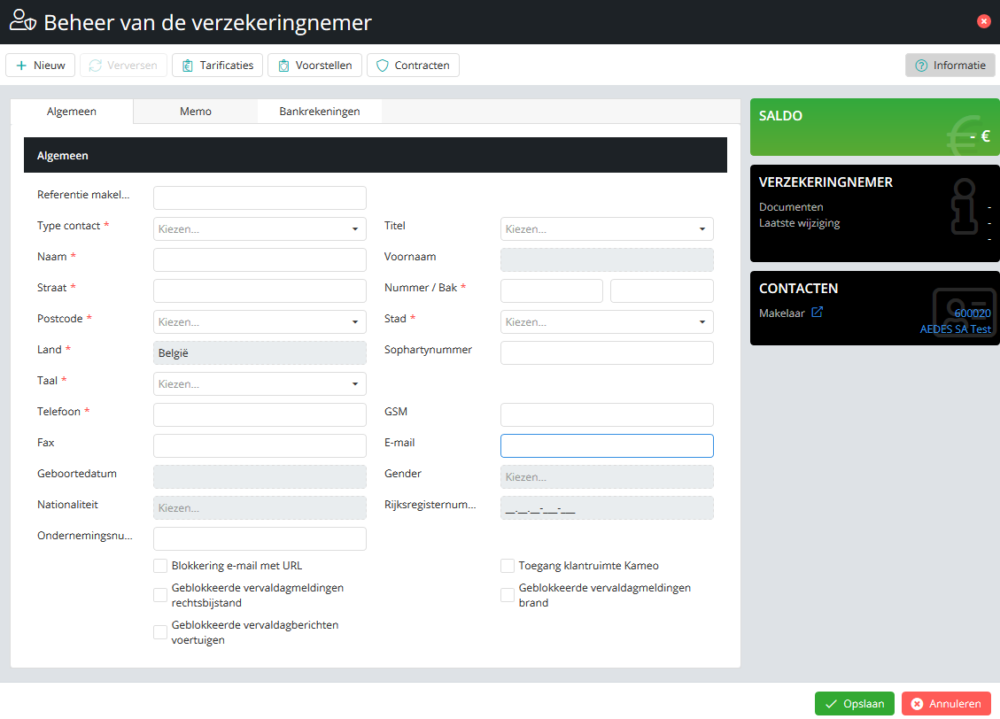 Beheer van de verzekeringnemer
Nieuw Verversen Tarificaties Voorstellen Contracten Informatie
Algemeen Memo Bankrekeningen
Algemeen
Referentie makel...
Type contact * Kiezen... Titel Kiezen...
Naam * Voornaam
Straat * Nummer / Bak *
Postcode * Kiezen... Stad * Kiezen...
Land * België Sophartynummer
Taal * Kiezen...
Telefoon * GSM
Fax E-mail
Geboortedatum Gender Kiezen...
Nationaliteit Kiezen... Rijksregisternum... __.__.__-___-__
Ondernemingsnu...
Blokkering e-mail met URL Toegang klantruimte Kameo
Geblokkeerde vervaldagmeldingen
rechtsbijstand
Geblokkeerde vervaldagmeldingen
brand
Geblokkeerde vervaldagberichten
voertuigen
SALDO
- €
VERZEKERINGNEMER
Documenten -
Laatste wijziging -
-
CONTACTEN
Makelaar 600020
AEDES SA Test
Opslaan Annuleren